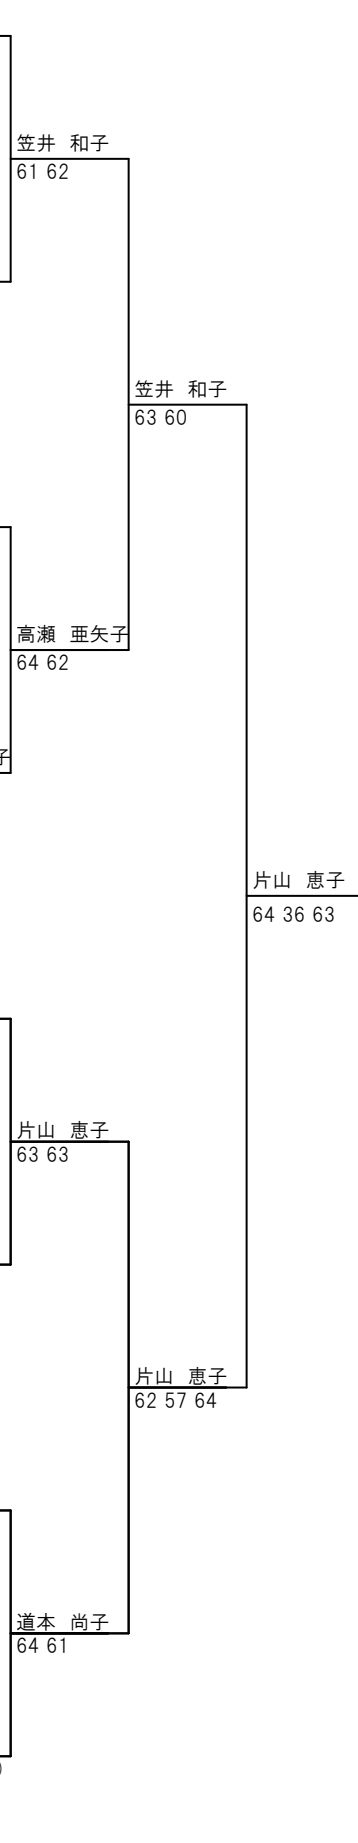 笠井 和子
61 62
笠井 和子
63 60
高瀬 亜矢子
64 62
子
片山 恵子
64 36 63
片山 恵子
63 63
片山 恵子
62 57 64
道本 尚子
64 61
)